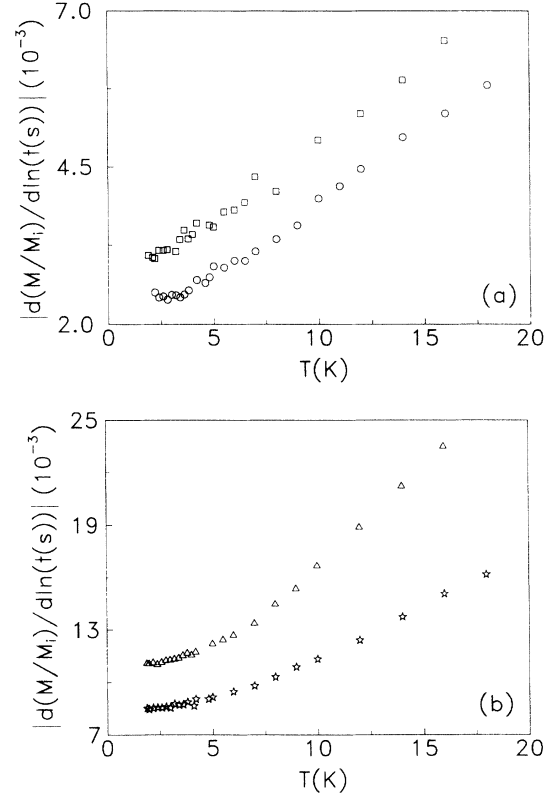 7.0
4.5
2.0
|d(M/Mᵢ)/dln(t(s))| (10⁻³)
(a)
0 5 10 15 20
T(K)
25
19
13
7
|d(M/Mᵢ)/dln(t(s))| (10⁻³)
(b)
0 5 10 15 20
T(K)